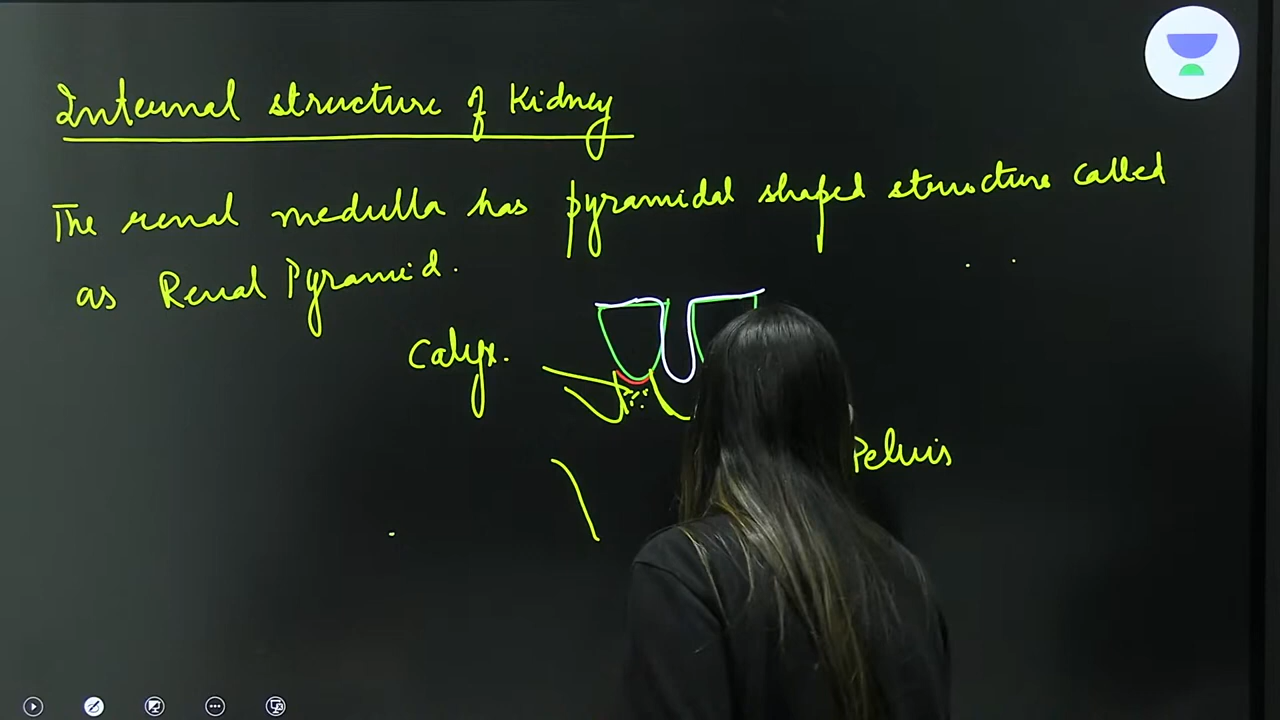 Internal structure of Kidney
The renal medulla has pyramidal shaped structure called
as Renal Pyramid.
Calyx.
Pelvis